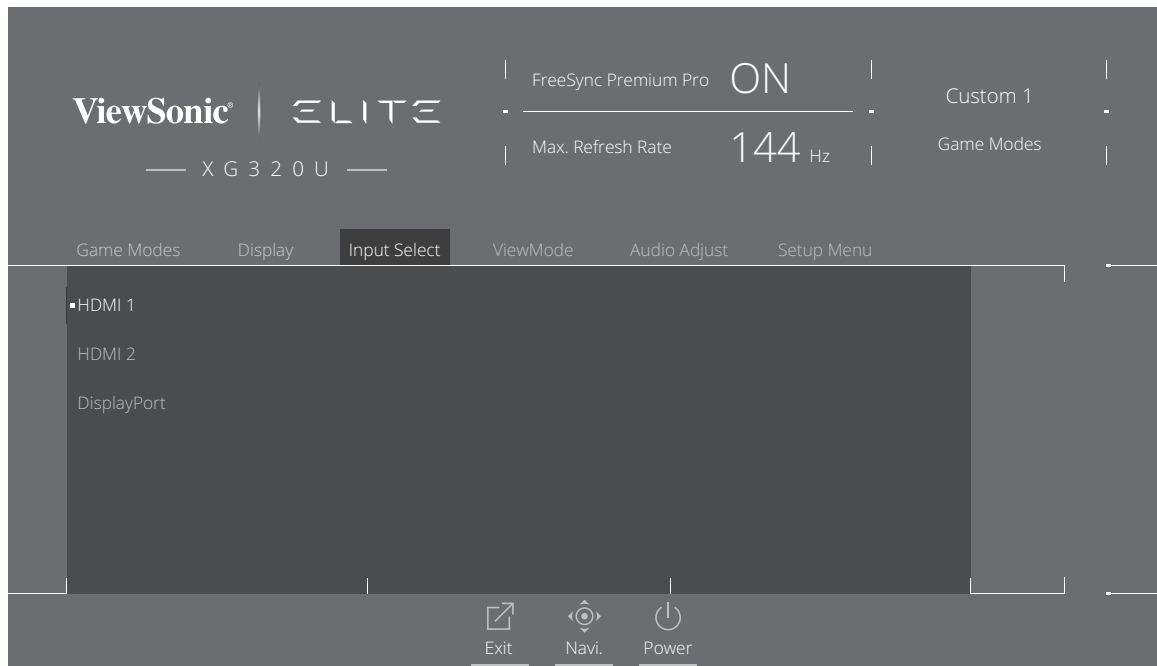 ViewSonic® ELITE
XG320U
FreeSync Premium Pro ON
Max. Refresh Rate 144 Hz
Custom 1
Game Modes
Game Modes Display Input Select ViewMode Audio Adjust Setup Menu
HDMI 1
HDMI 2
DisplayPort
Exit Navi. Power